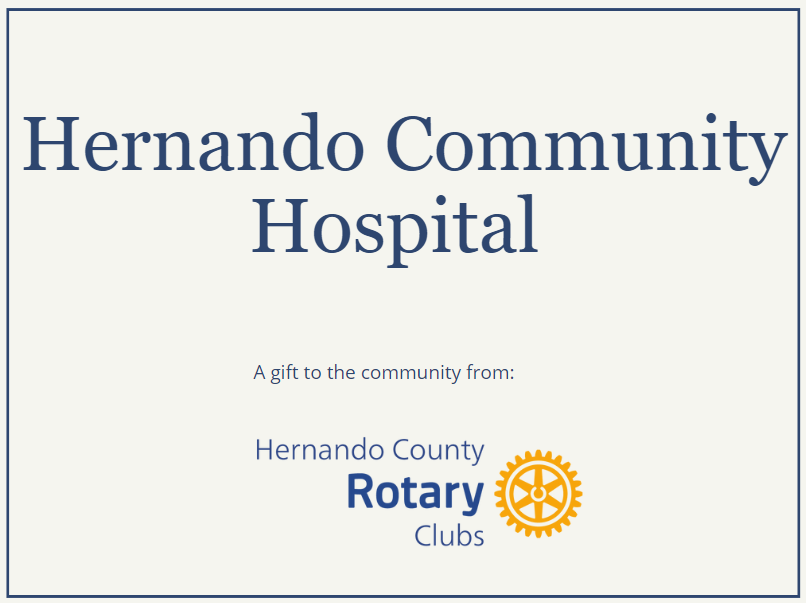 Hernando Community
Hospital
A gift to the community from:
Hernando County
Rotary
Clubs